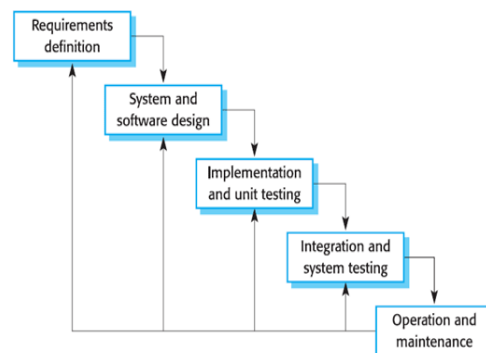 Requirements
definition
System and
software design
Implementation
and unit testing
Integration and
system testing
Operation and
maintenance